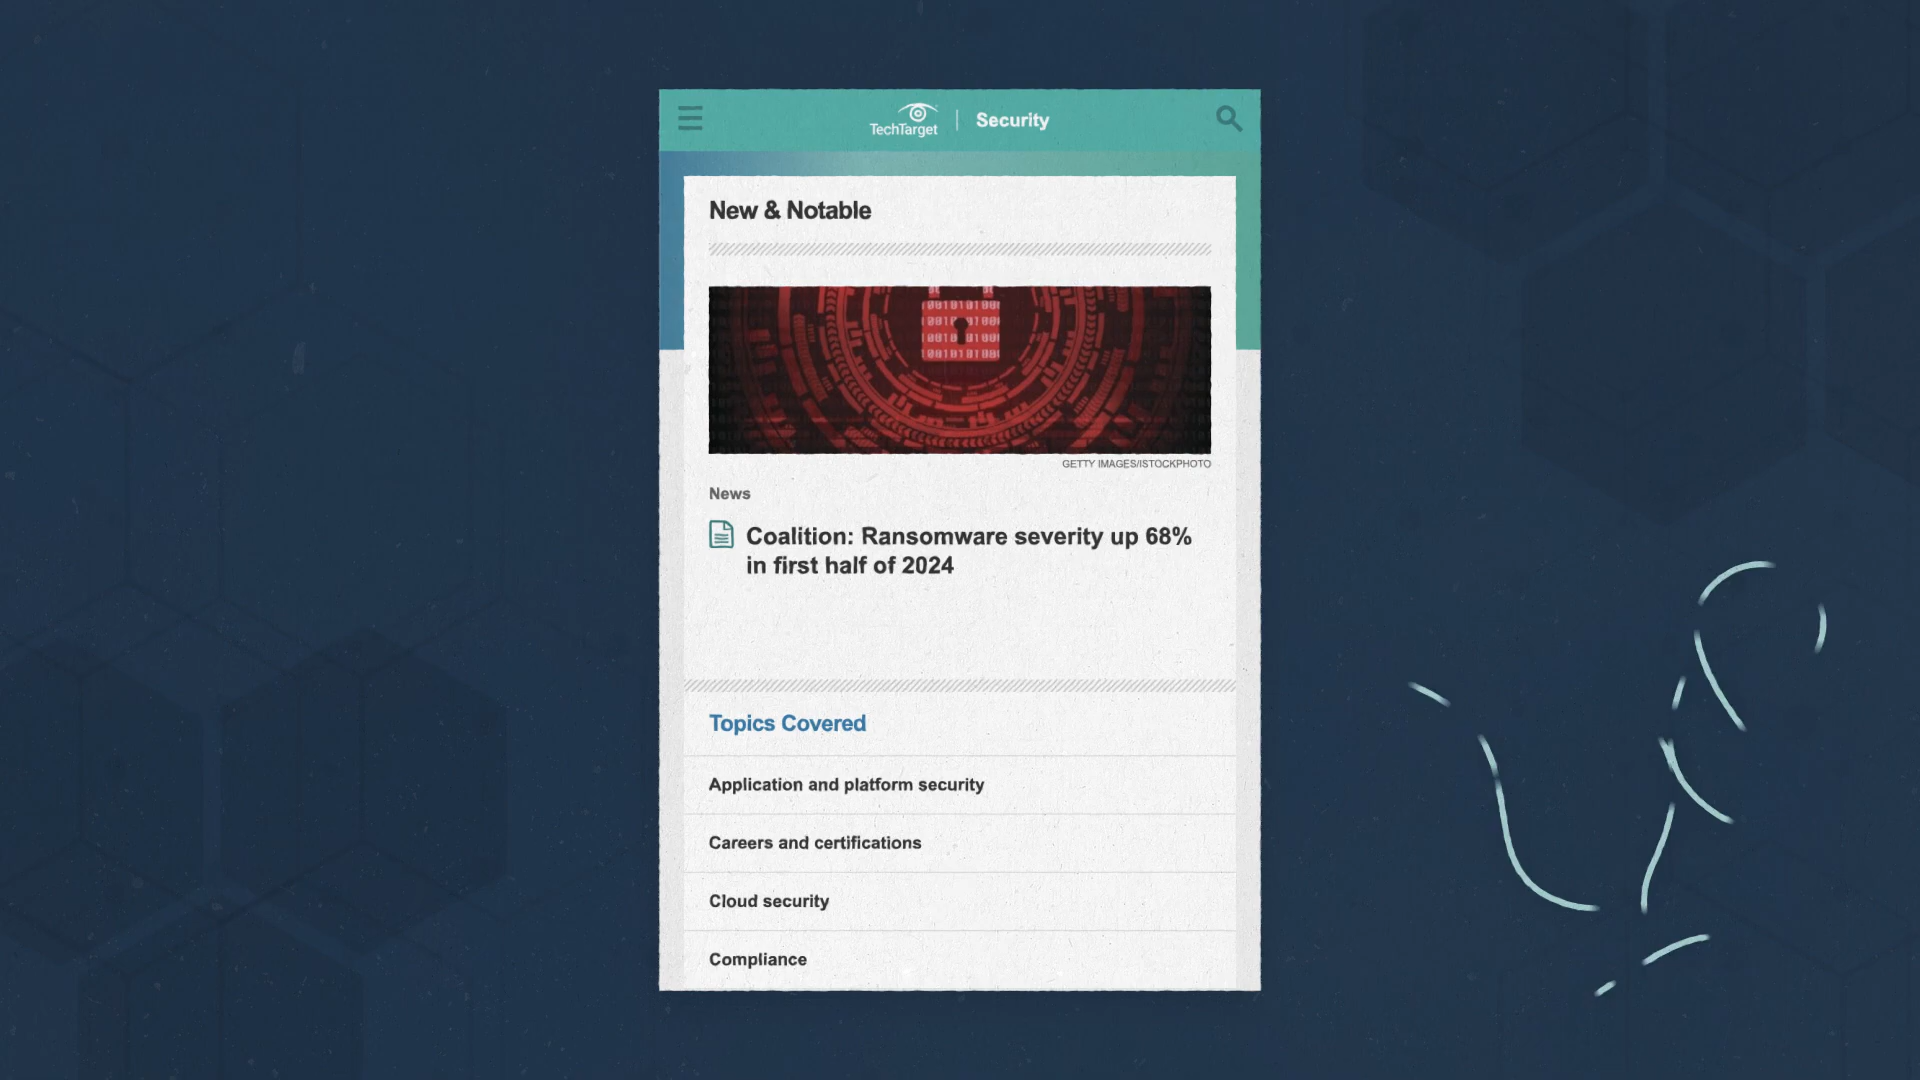 TechTarget | Security
New & Notable
GETTY IMAGES/ISTOCKPHOTO
News
Coalition: Ransomware severity up 68%
in first half of 2024
Topics Covered
Application and platform security
Careers and certifications
Cloud security
Compliance